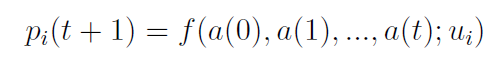 p_i(t + 1) = f(a(0), a(1), ..., a(t); u_i)